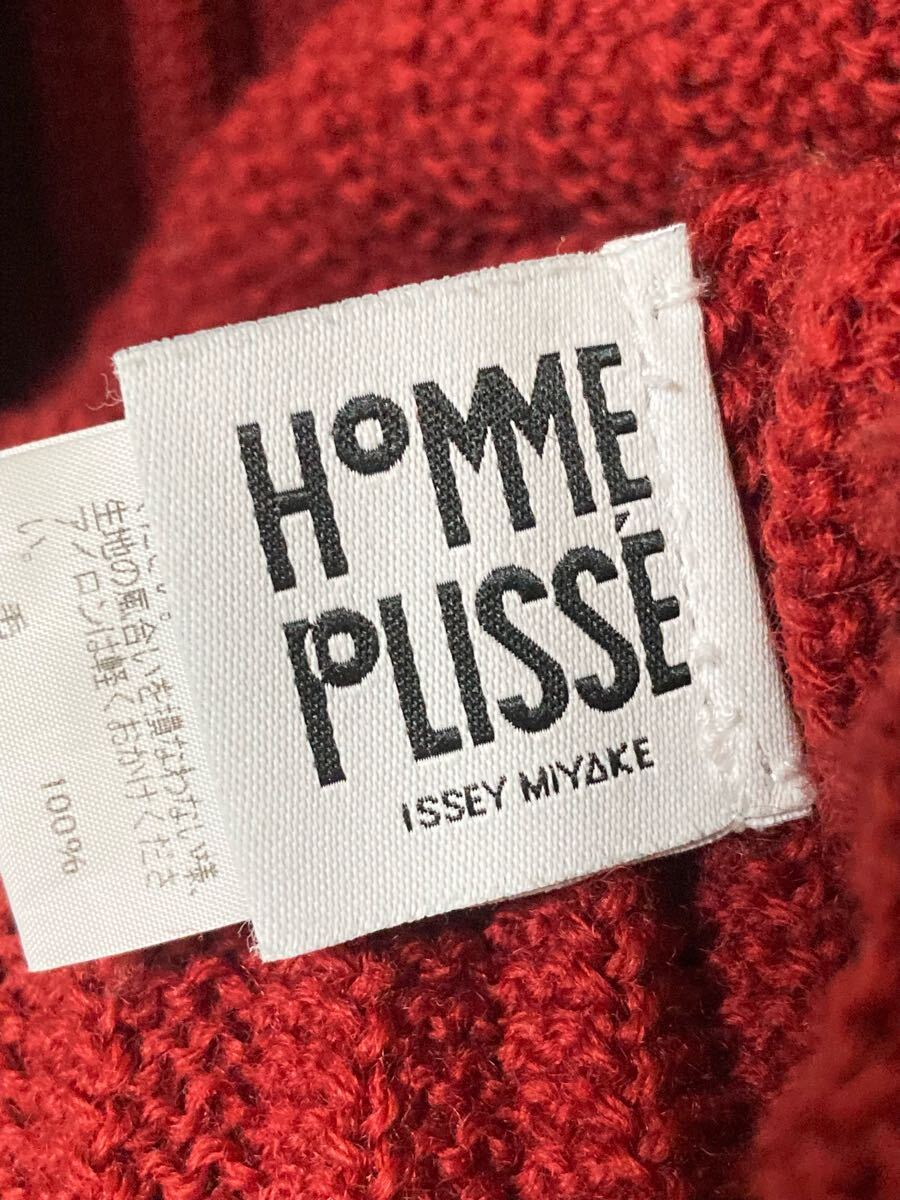 HOMME
PLISSÉ
ISSEY MIYAKE
生地の風合いを損なわない様、
アイロンは軽くおかけくださ
い。
毛 100%